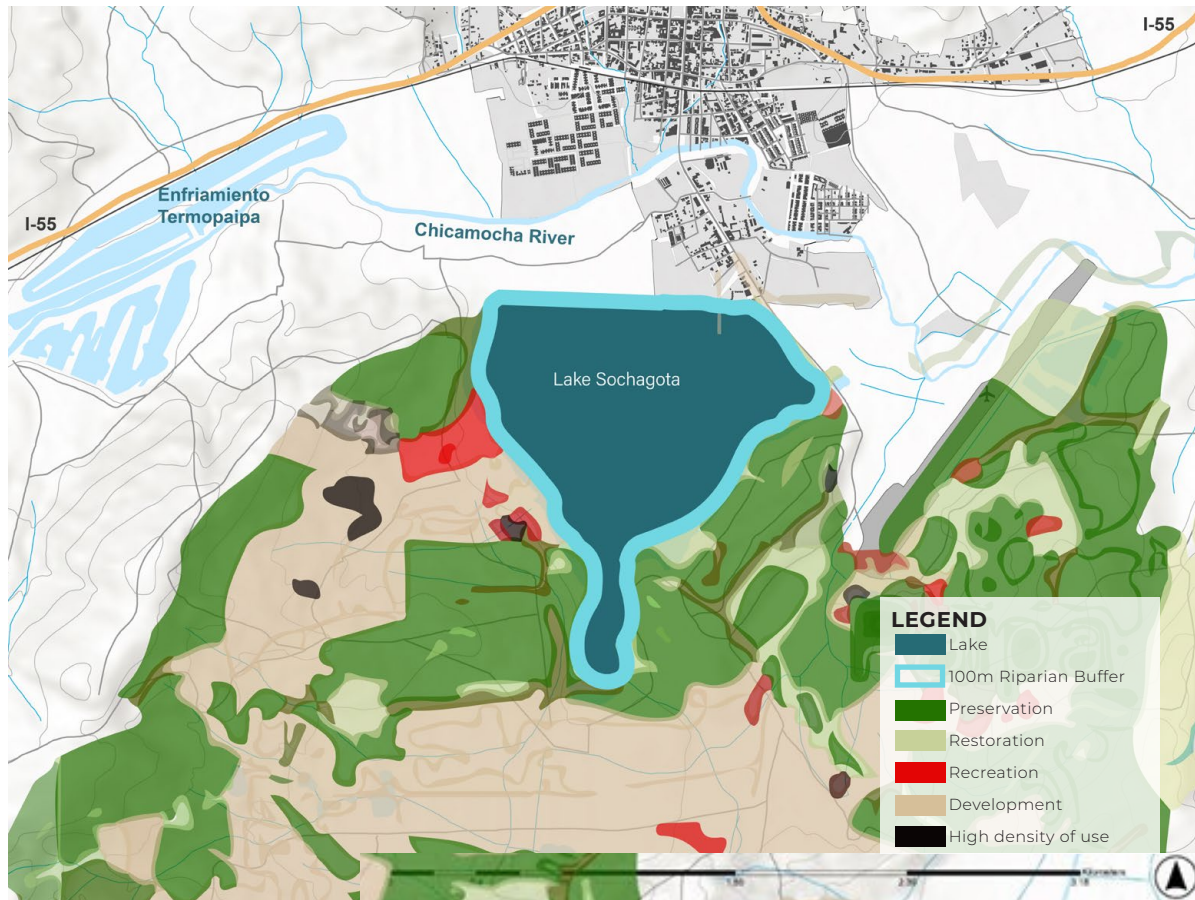 I-55
Enfriamiento
Termopaipa
I-55
Chicamocha River
Lake Sochagota
LEGEND
Lake
100m Riparian Buffer
Preservation
Restoration
Recreation
Development
High density of use